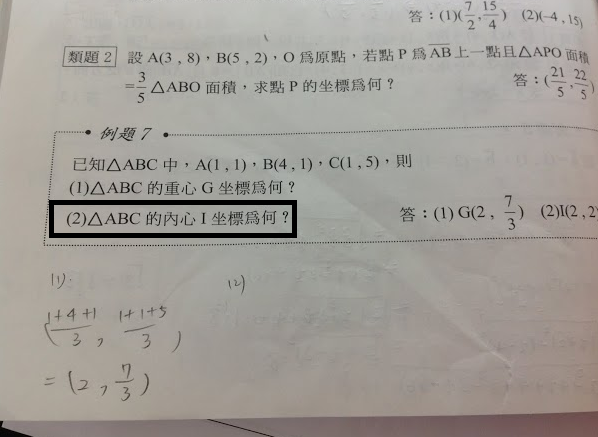 答：(1)(7/2, 15/4) (2)(-4, 15)
類題 2 設 A(3, 8)，B(5, 2)，O 為原點，若點 P 為 AB 上一點且△APO 面積
=3/5 △ABO 面積，求點 P 的坐標為何？ 答：(21/5, 22/5)
例題 7
已知△ABC 中，A(1, 1)，B(4, 1)，C(1, 5)，則
(1)△ABC 的重心 G 坐標為何？
(2)△ABC 的內心 I 坐標為何？ 答：(1) G(2, 7/3) (2)I(2, 2
(1) (2)
(1+4+1/3, 1+1+5/3)
= (2, 7/3)